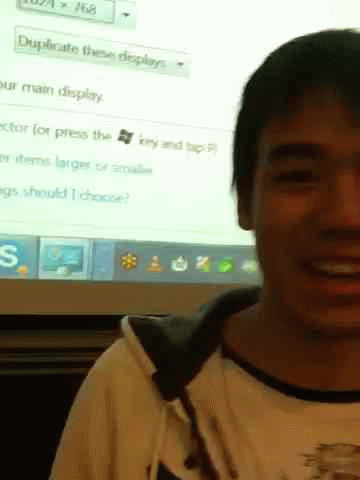 1024 × 768
Duplicate these displays
our main display.
ector (or press the key and tap P)
er items larger or smaller
ngs should I choose?
S